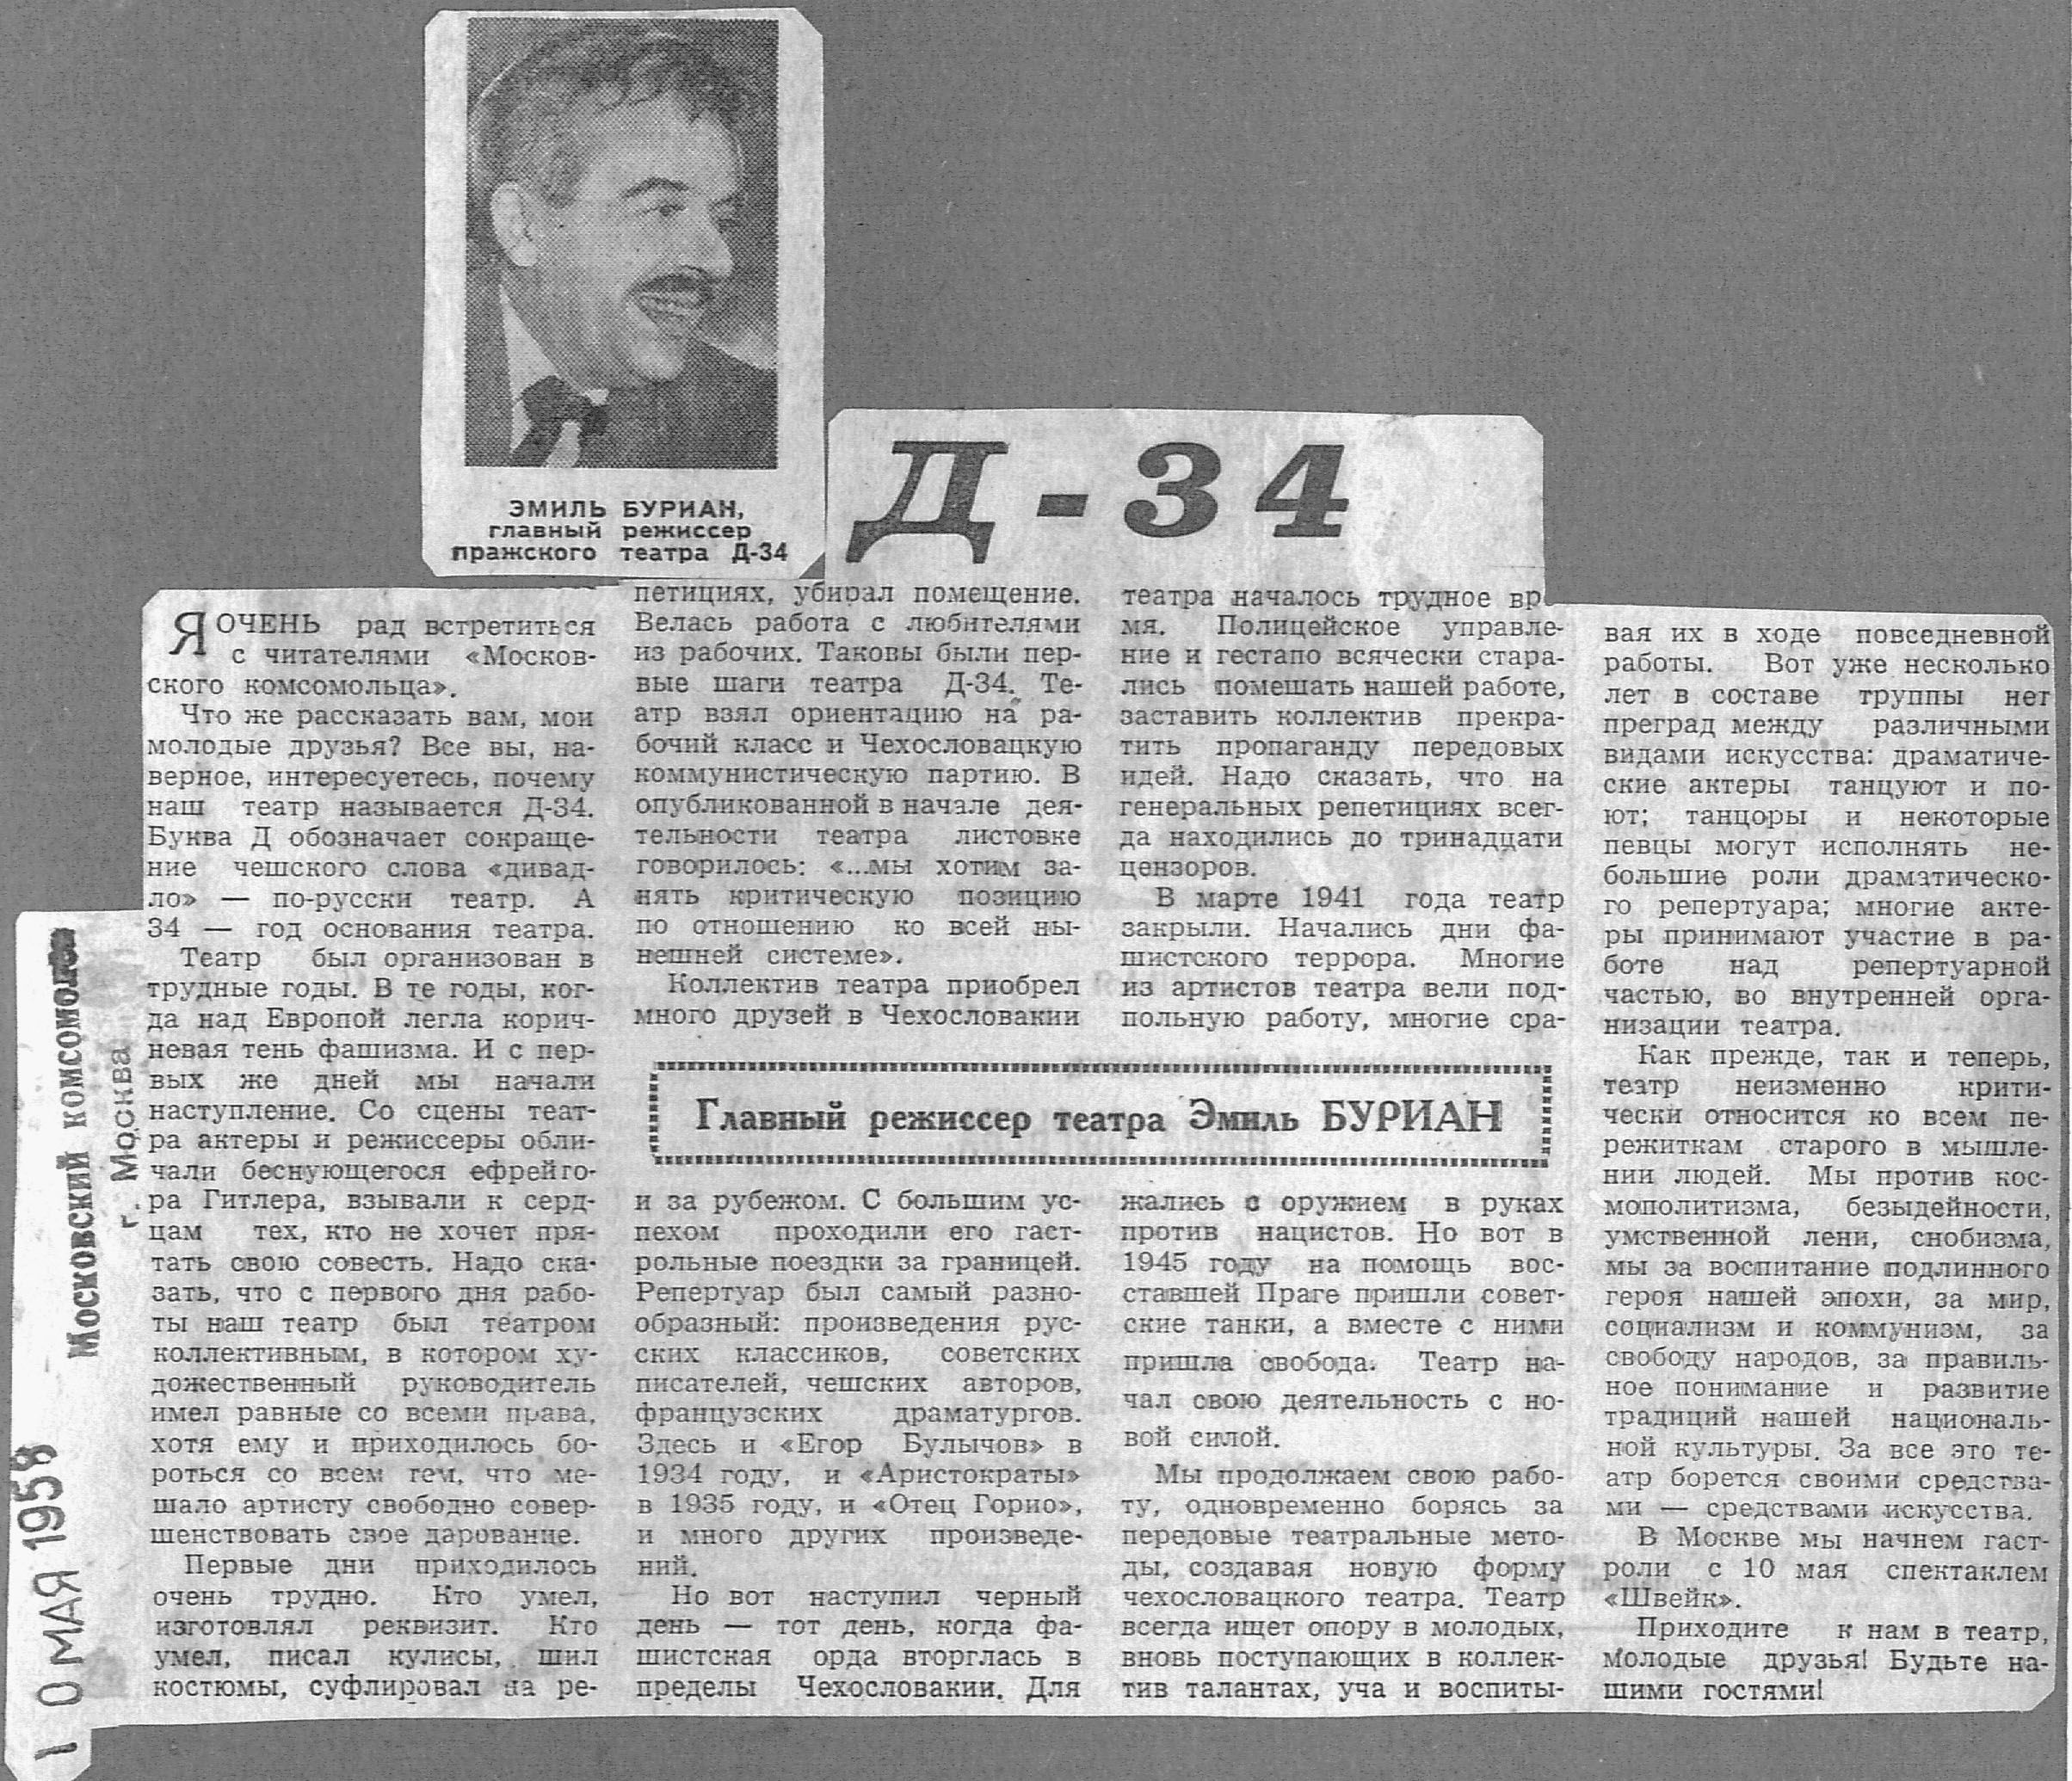 ЭМИЛЬ БУРИАН,
главный режиссер
пражского театра Д-34
Д-34
Я ОЧЕНЬ рад встретиться
с читателями «Москов-
ского комсомольца».
Что же рассказать вам, мои
молодые друзья? Все вы, на-
верное, интересуетесь, почему
наш театр называется Д-34.
Буква Д обозначает сокраще-
ние чешского слова «дивад-
ло» — по-русски театр. А
34 — год основания театра.
Театр был организован в
трудные годы. В те годы, ког-
да над Европой легла корич-
невая тень фашизма. И с пер-
вых же дней мы начали
наступление. Со сцены теат-
ра актеры и режиссеры обли-
чали беснующегося ефрейто-
ра Гитлера, взывали к серд-
цам тех, кто не хочет пря-
тать свою совесть. Надо ска-
зать, что с первого дня рабо-
ты наш театр был театром
коллективным, в котором ху-
дожественный руководитель
имел равные со всеми права,
хотя ему и приходилось бо-
роться со всем тем, что ме-
шало артисту свободно совер-
шенствовать свое дарование.
Первые дни приходилось
очень трудно. Кто умел,
изготовлял реквизит. Кто
умел, писал кулисы, шил
костюмы, суфлировал на ре-
петициях, убирал помещение.
Велась работа с любителями
из рабочих. Таковы были пер-
вые шаги театра Д-34. Те-
атр взял ориентацию на ра-
бочий класс и Чехословацкую
коммунистическую партию. В
опубликованной в начале дея-
тельности театра листовке
говорилось: «...мы хотим за-
нять критическую позицию
по отношению ко всей ны-
нешней системе».
Коллектив театра приобрел
много друзей в Чехословакии
Главный режиссер театра Эмиль БУРИАН
и за рубежом. С большим ус-
пехом проходили его гаст-
рольные поездки за границей.
Репертуар был самый разно-
образный: произведения рус-
ских классиков, советских
писателей, чешских авторов,
французских драматургов.
Здесь и «Егор Булычов» в
1934 году, и «Аристократы»
в 1935 году, и «Отец Горио»,
и много других произведе-
ний.
Но вот наступил черный
день — тот день, когда фа-
шистская орда вторглась в
пределы Чехословакии. Для
театра началось трудное вре-
мя. Полицейское управле-
ние и гестапо всячески стара-
лись помешать нашей работе,
заставить коллектив прекра-
тить пропаганду передовых
идей. Надо сказать, что на
генеральных репетициях всег-
да находились до тринадцати
цензоров.
В марте 1941 года театр
закрыли. Начались дни фа-
шистского террора. Многие
из артистов театра вели под-
польную работу, многие сра-
жались с оружием в руках
против нацистов. Но вот в
1945 году на помощь вос-
ставшей Праге пришли совет-
ские танки, а вместе с ними
пришла свобода. Театр на-
чал свою деятельность с но-
вой силой.
Мы продолжаем свою рабо-
ту, одновременно борясь за
передовые театральные мето-
ды, создавая новую форму
чехословацкого театра. Театр
всегда ищет опору в молодых,
вновь поступающих в коллек-
тив талантах, уча и воспиты-
вая их в ходе повседневной
работы. Вот уже несколько
лет в составе труппы нет
преград между различными
видами искусства: драматиче-
ские актеры танцуют и по-
ют; танцоры и некоторые
певцы могут исполнять не-
большие роли драматическо-
го репертуара; многие акте-
ры принимают участие в ра-
боте над репертуарной
частью, во внутренней орга-
низации театра.
Как прежде, так и теперь,
театр неизменно крити-
чески относится ко всем пе-
режиткам старого в мышле-
нии людей. Мы против кос-
мополитизма, безыдейности,
умственной лени, снобизма,
мы за воспитание подлинного
героя нашей эпохи, за мир,
социализм и коммунизм, за
свободу народов, за правиль-
ное понимание и развитие
традиций нашей националь-
ной культуры. За все это те-
атр борется своими средства-
ми — средствами искусства.
В Москве мы начнем гаст-
роли с 10 мая спектаклем
«Швейк».
Приходите к нам в театр,
молодые друзья! Будьте на-
шими гостями!
Московский комсомолец
г. Москва
10 МАЯ 1958